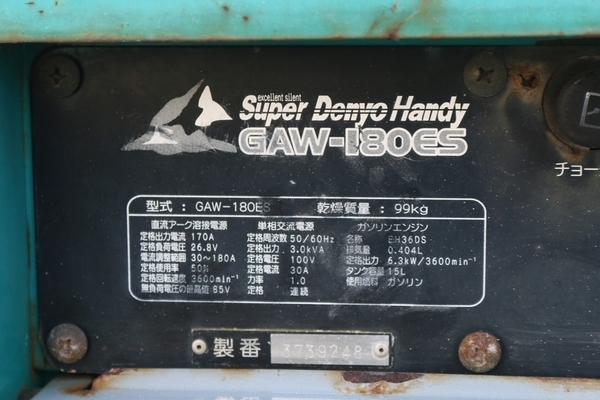 excellent silent
Super Denyo Handy
GAW-180ES
チョー
型式 : GAW-180ES 乾燥質量 : 99kg
直流アーク溶接電源 単相交流電源 ガソリンエンジン
定格出力電流 170A 定格周波数 50/60Hz 名称 EH36DS
定格負荷電圧 26.8V 定格出力 3.0kVA 排気量 0.404L
電流調整範囲 30〜180A 定格電圧 100V 定格出力 6.3kW/3600min⁻¹
定格使用率 50% 定格電流 30A タンク容量 15L
定格回転速度 3600min⁻¹ 力率 1.0 使用燃料 ガソリン
無負荷電圧の最高値 85V 定格 連続
製番 3739248